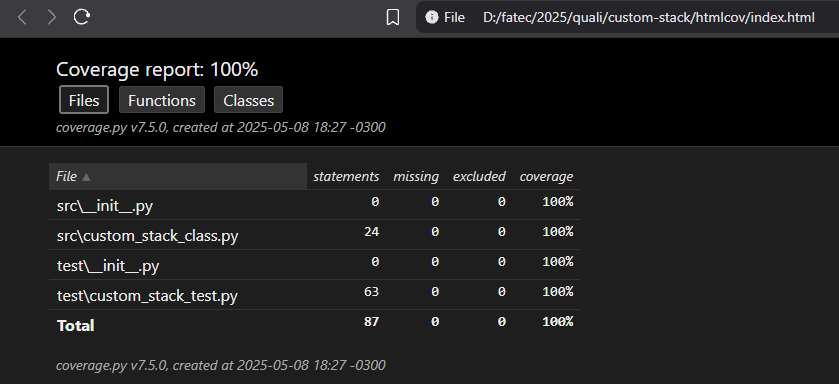 File D:/fatec/2025/quali/custom-stack/htmlcov/index.html
Coverage report: 100%
Files Functions Classes
coverage.py v7.5.0, created at 2025-05-08 18:27 -0300
File ▲ statements missing excluded coverage
src\__init__.py 0 0 0 100%
src\custom_stack_class.py 24 0 0 100%
test\__init__.py 0 0 0 100%
test\custom_stack_test.py 63 0 0 100%
Total 87 0 0 100%
coverage.py v7.5.0, created at 2025-05-08 18:27 -0300